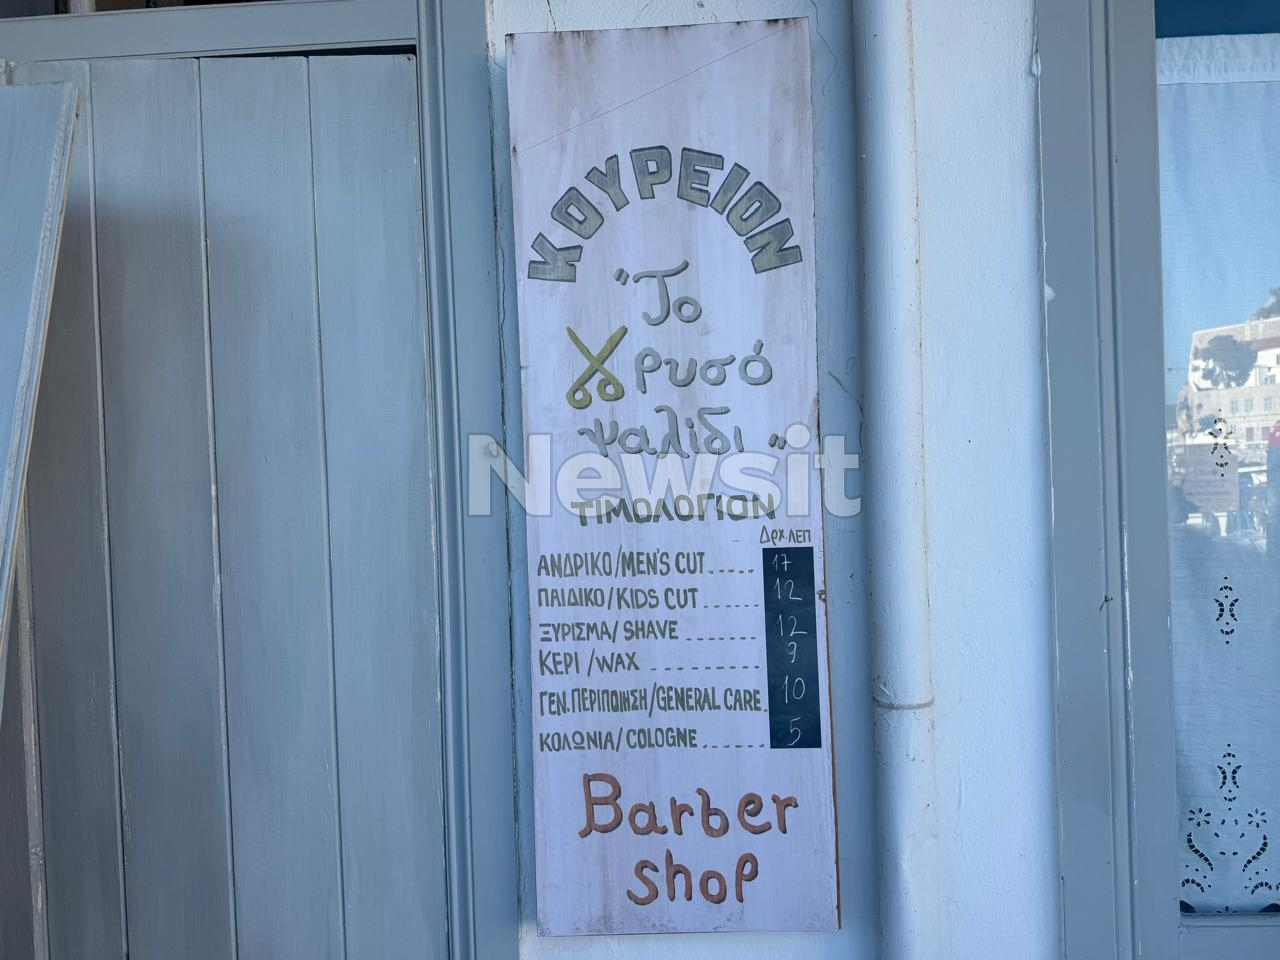 ΚΟΥΡΕΙΟΝ
"Το
Χρυσό
ψαλίδι"
Newsit
ΤΙΜΟΛΟΓΙΟΝ
Δρχ.ΛΕΠ
ΑΝΔΡΙΚΟ/MEN'S CUT...... 17
ΠΑΙΔΙΚΟ/KIDS CUT....... 12
ΞΥΡΙΣΜΑ/SHAVE ....... 12
ΚΕΡΙ/WAX ........... 9
ΓΕΝ.ΠΕΡΙΠΟΙΗΣΗ/GENERAL CARE. 10
ΚΟΛΩΝΙΑ/COLOGNE....... 5
Barber
shop